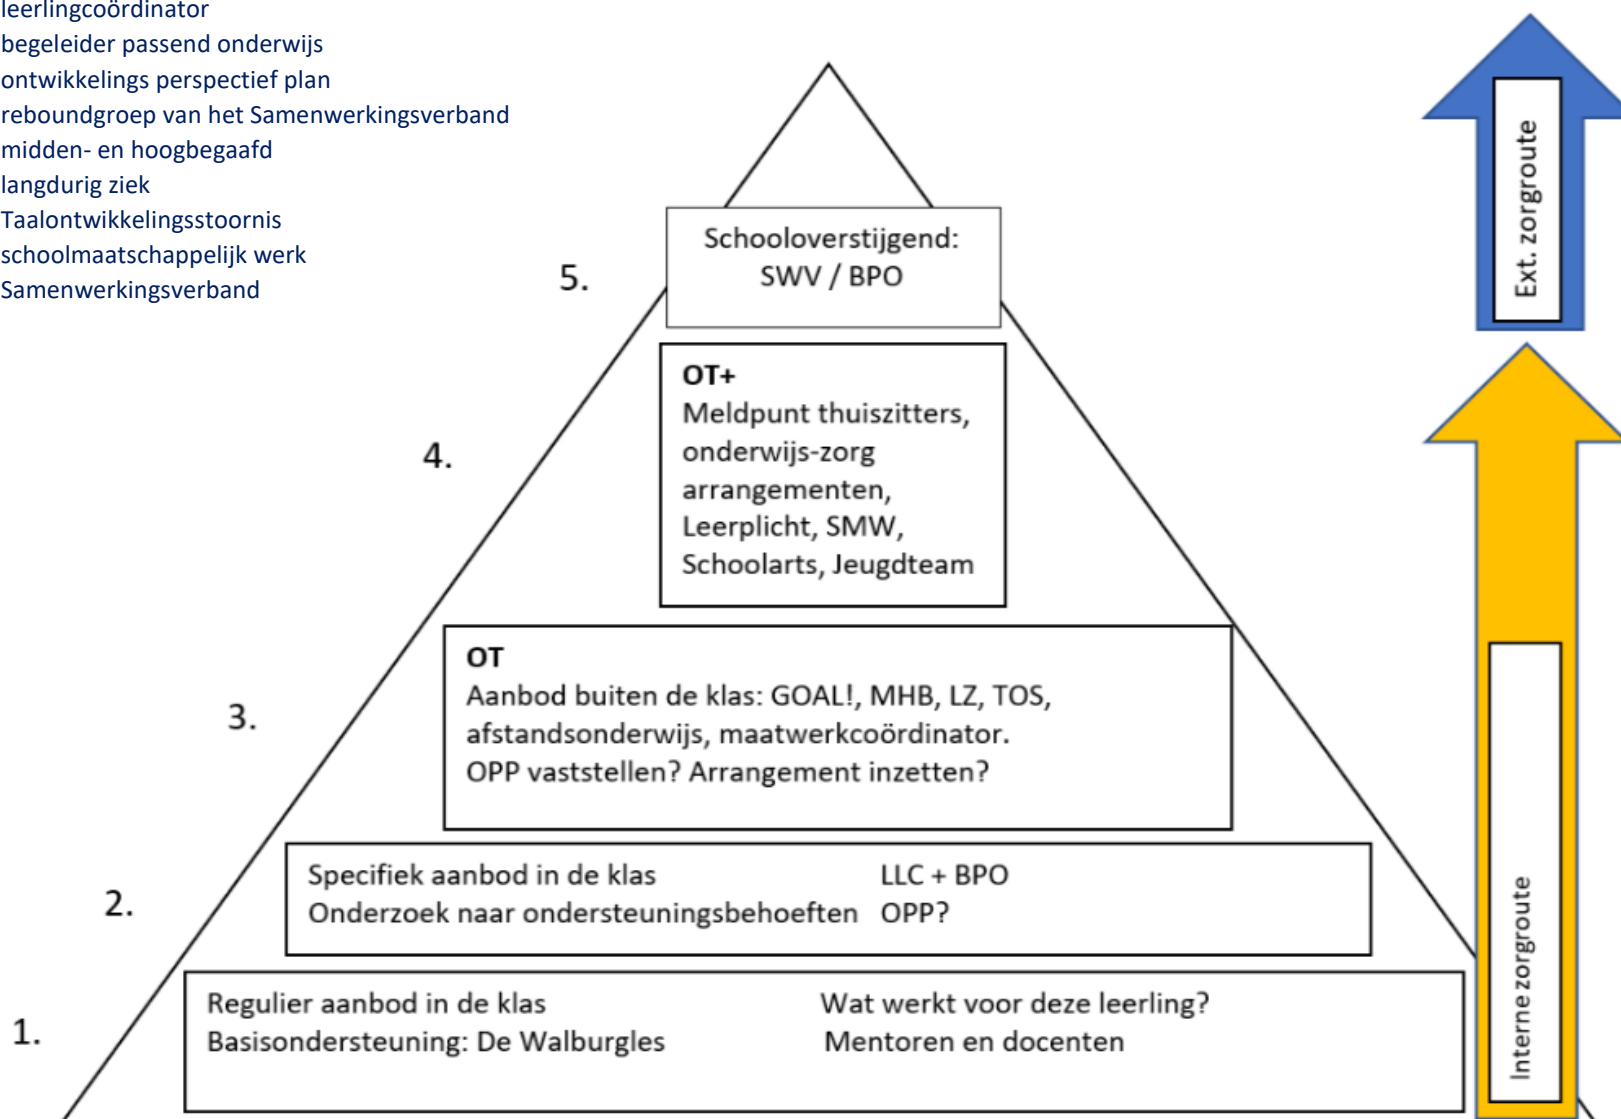 leerlingcoördinator
begeleider passend onderwijs
ontwikkelings perspectief plan
reboundgroep van het Samenwerkingsverband
midden- en hoogbegaafd
langdurig ziek
Taalontwikkelingsstoornis
schoolmaatschappelijk werk
Samenwerkingsverband
Ext. zorgroute
5.
Schooloverstijgend:
SWV / BPO
4.
OT+
Meldpunt thuiszitters,
onderwijs-zorg
arrangementen,
Leerplicht, SMW,
Schoolarts, Jeugdteam
3.
OT
Aanbod buiten de klas: GOAL!, MHB, LZ, TOS,
afstandsonderwijs, maatwerkcoördinator.
OPP vaststellen? Arrangement inzetten?
2.
Specifiek aanbod in de klas LLC + BPO
Onderzoek naar ondersteuningsbehoeften OPP?
1.
Regulier aanbod in de klas Wat werkt voor deze leerling?
Basisondersteuning: De Walburgles Mentoren en docenten
Interne zorgroute